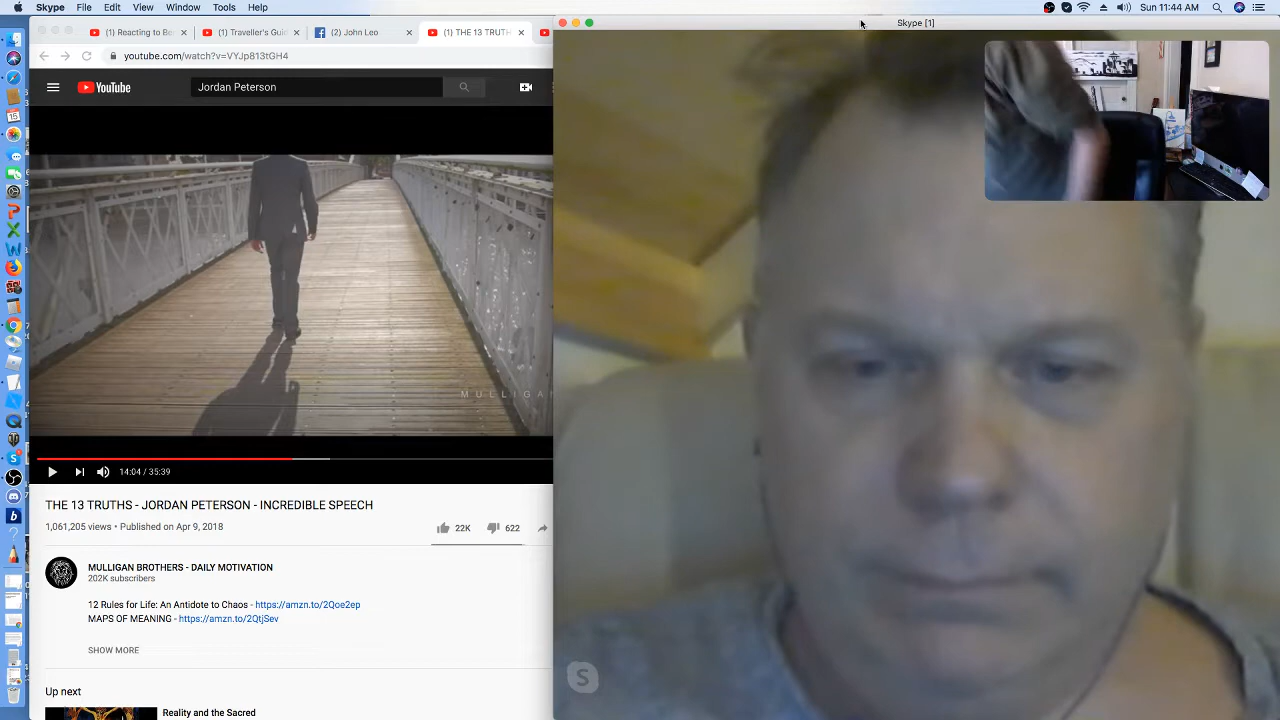 Skype File Edit View Window Tools Help
Sun 11:44 AM
(1) Reacting to Be
(1) Traveller's Gui
(2) John Leo
(1) THE 13 TRUTH
Skype [1]
youtube.com/watch?v=VYJp813tGH4
YouTube
Jordan Peterson
MULLIGAN
14:04 / 35:39
THE 13 TRUTHS - JORDAN PETERSON - INCREDIBLE SPEECH
1,061,205 views • Published on Apr 9, 2018
22K
622
MULLIGAN BROTHERS - DAILY MOTIVATION
202K subscribers
12 Rules for Life: An Antidote to Chaos - https://amzn.to/2Qoe2ep
MAPS OF MEANING - https://amzn.to/2QtjSev
SHOW MORE
Up next
Reality and the Sacred